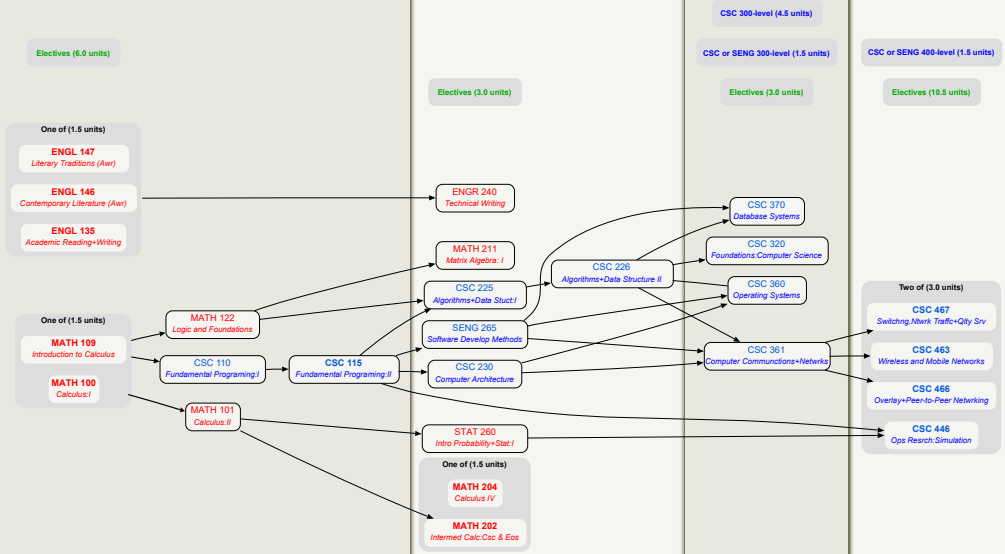 Electives (6.0 units)
One of (1.5 units)
ENGL 147
Literary Traditions (Awr)
ENGL 146
Contemporary Literature (Awr)
ENGL 135
Academic Reading+Writing
One of (1.5 units)
MATH 109
Introduction to Calculus
MATH 100
Calculus:I
MATH 122
Logic and Foundations
CSC 110
Fundamental Programing:I
MATH 101
Calculus:II
CSC 115
Fundamental Programing:II
Electives (3.0 units)
ENGR 240
Technical Writing
MATH 211
Matrix Algebra: I
CSC 225
Algorithms+Data Stuct:I
SENG 265
Software Develop Methods
CSC 230
Computer Architecture
STAT 260
Intro Probability+Stat:I
One of (1.5 units)
MATH 204
Calculus IV
MATH 202
Intermed Calc:Csc & Eos
CSC 226
Algorithms+Data Structure II
CSC 300-level (4.5 units)
CSC or SENG 300-level (1.5 units)
Electives (3.0 units)
CSC 370
Database Systems
CSC 320
Foundations:Computer Science
CSC 360
Operating Systems
CSC 361
Computer Communctions+Netwrks
CSC or SENG 400-level (1.5 units)
Electives (10.5 units)
Two of (3.0 units)
CSC 467
Switchng,Ntwrk Traffc+Qlty Srv
CSC 463
Wireless and Mobile Networks
CSC 466
Overlay+Peer-to-Peer Netwrking
CSC 446
Ops Resrch:Simulation